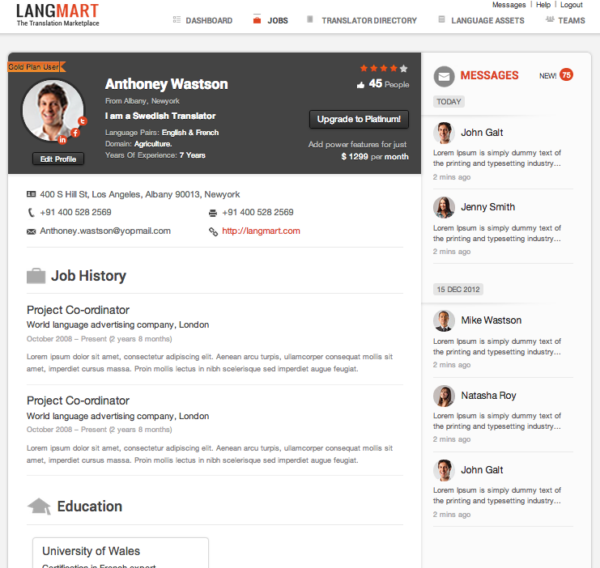 Messages | Help | Logout
LANGMART
The Translation Marketplace
DASHBOARD
JOBS
TRANSLATOR DIRECTORY
LANGUAGE ASSETS
TEAMS
Gold Plan User
Anthoney Wastson
From Albany, Newyork
I am a Swedish Translator
Language Pairs: English & French
Domain: Agriculture.
Years Of Experience: 7 Years
Edit Profile
45 People
Upgrade to Platinum!
Add power features for just
$ 1299 per month
400 S Hill St, Los Angeles, Albany 90013, Newyork
+91 400 528 2569
+91 400 528 2569
Anthoney.wastson@yopmail.com
http://langmart.com
Job History
Project Co-ordinator
World language advertising company, London
October 2008 – Present (2 years 8 months)
Lorem ipsum dolor sit amet, consectetur adipiscing elit. Aenean arcu turpis, ullamcorper consequat mollis sit
amet, imperdiet cursus massa. Proin mollis lectus in nibh scelerisque sed imperdiet augue feugiat.
Project Co-ordinator
World language advertising company, London
October 2008 – Present (2 years 8 months)
Lorem ipsum dolor sit amet, consectetur adipiscing elit. Aenean arcu turpis, ullamcorper consequat mollis sit
amet, imperdiet cursus massa. Proin mollis lectus in nibh scelerisque sed imperdiet augue feugiat.
Education
University of Wales
Certification in French expert
MESSAGES
NEW! 75
TODAY
John Galt
Lorem Ipsum is simply dummy text of
the printing and typesetting industry...
2 mins ago
Jenny Smith
Lorem Ipsum is simply dummy text of
the printing and typesetting industry...
2 mins ago
15 DEC 2012
Mike Wastson
Lorem Ipsum is simply dummy text of
the printing and typesetting industry...
2 mins ago
Natasha Roy
Lorem Ipsum is simply dummy text of
the printing and typesetting industry...
2 mins ago
John Galt
Lorem Ipsum is simply dummy text of
the printing and typesetting industry...
2 mins ago